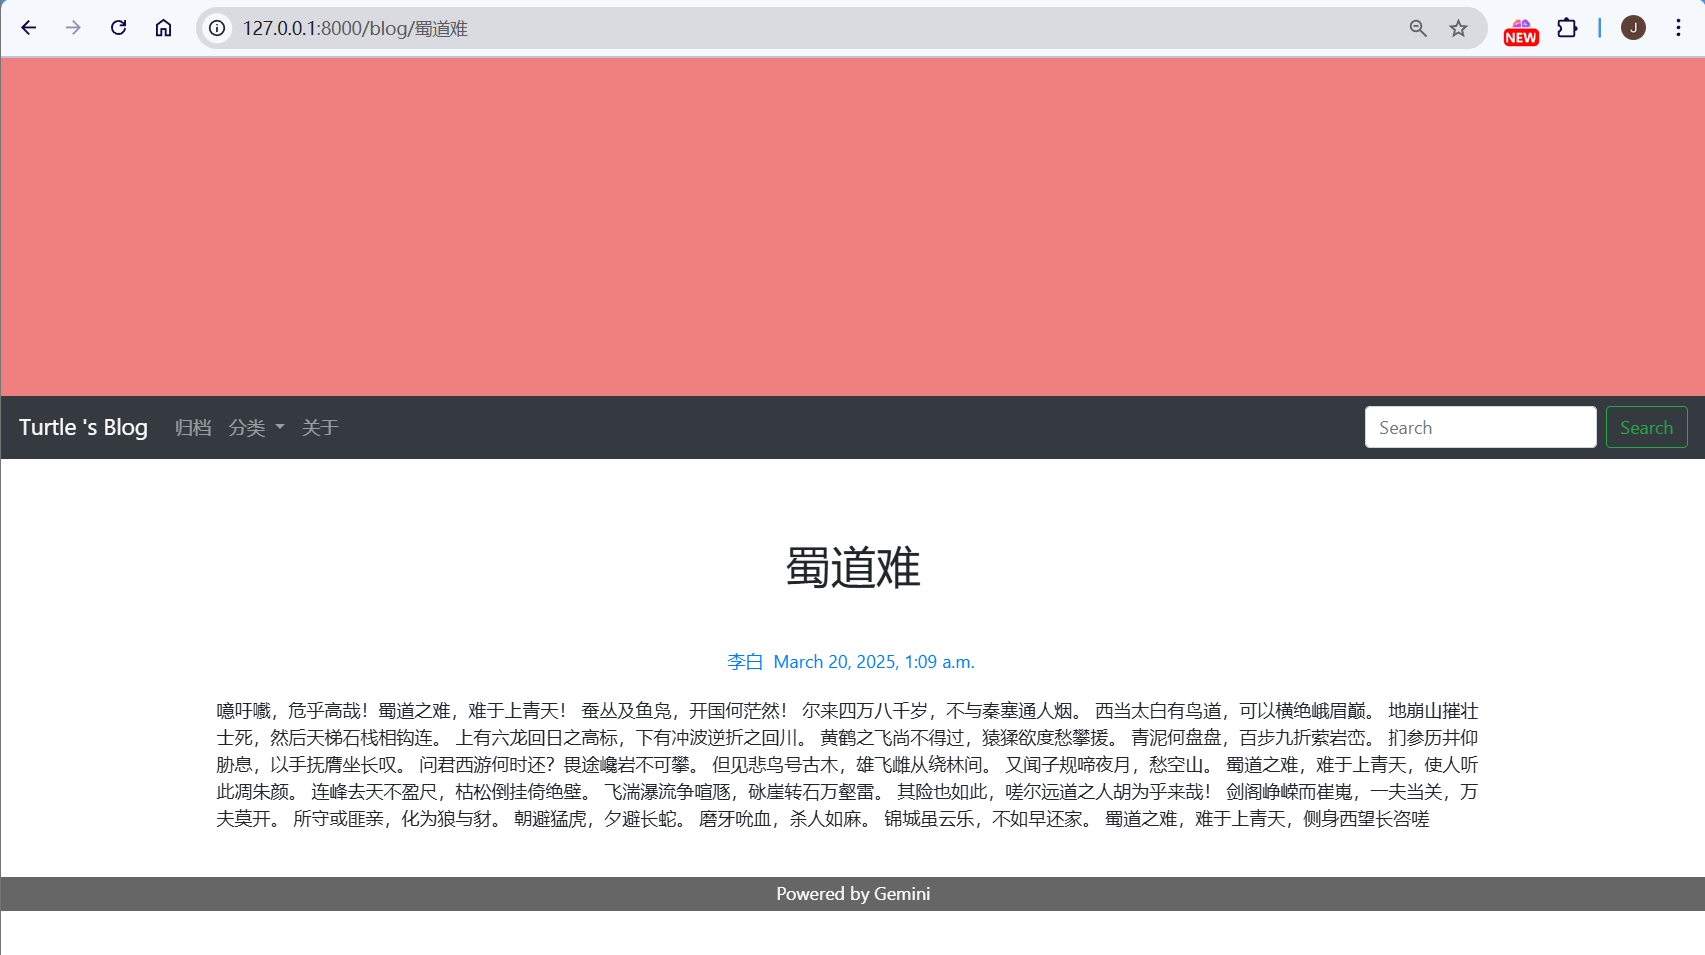 127.0.0.1:8000/blog/蜀道难
NEW
J
Turtle 's Blog 归档 分类 关于 Search Search
蜀道难
李白 March 20, 2025, 1:09 a.m.
噫吁嚱，危乎高哉！蜀道之难，难于上青天！ 蚕丛及鱼凫，开国何茫然！ 尔来四万八千岁，不与秦塞通人烟。 西当太白有鸟道，可以横绝峨眉巅。 地崩山摧壮
士死，然后天梯石栈相钩连。 上有六龙回日之高标，下有冲波逆折之回川。 黄鹤之飞尚不得过，猿猱欲度愁攀援。 青泥何盘盘，百步九折萦岩峦。 扪参历井仰
胁息，以手抚膺坐长叹。 问君西游何时还？畏途巉岩不可攀。 但见悲鸟号古木，雄飞雌从绕林间。 又闻子规啼夜月，愁空山。 蜀道之难，难于上青天，使人听
此凋朱颜。 连峰去天不盈尺，枯松倒挂倚绝壁。 飞湍瀑流争喧豗，砯崖转石万壑雷。 其险也如此，嗟尔远道之人胡为乎来哉！ 剑阁峥嵘而崔嵬，一夫当关，万
夫莫开。 所守或匪亲，化为狼与豺。 朝避猛虎，夕避长蛇。 磨牙吮血，杀人如麻。 锦城虽云乐，不如早还家。 蜀道之难，难于上青天，侧身西望长咨嗟
Powered by Gemini